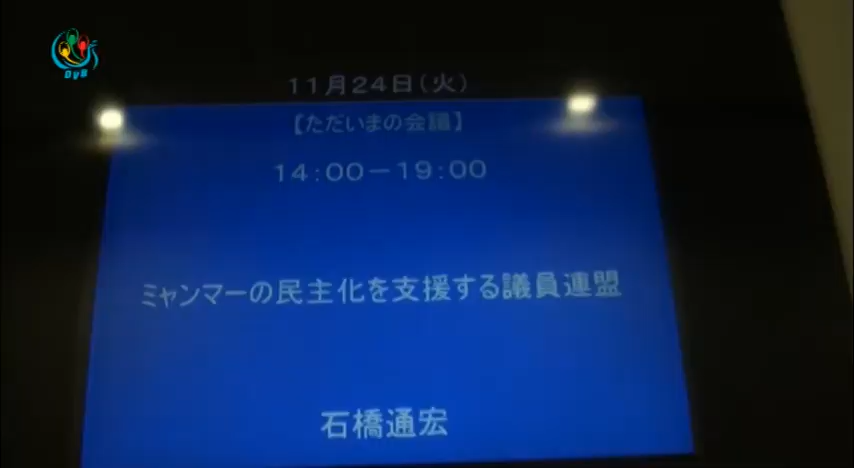 DVB
11月24日(火)
【ただいまの会議】
14:00－19:00
ミャンマーの民主化を支援する議員連盟
石橋通宏